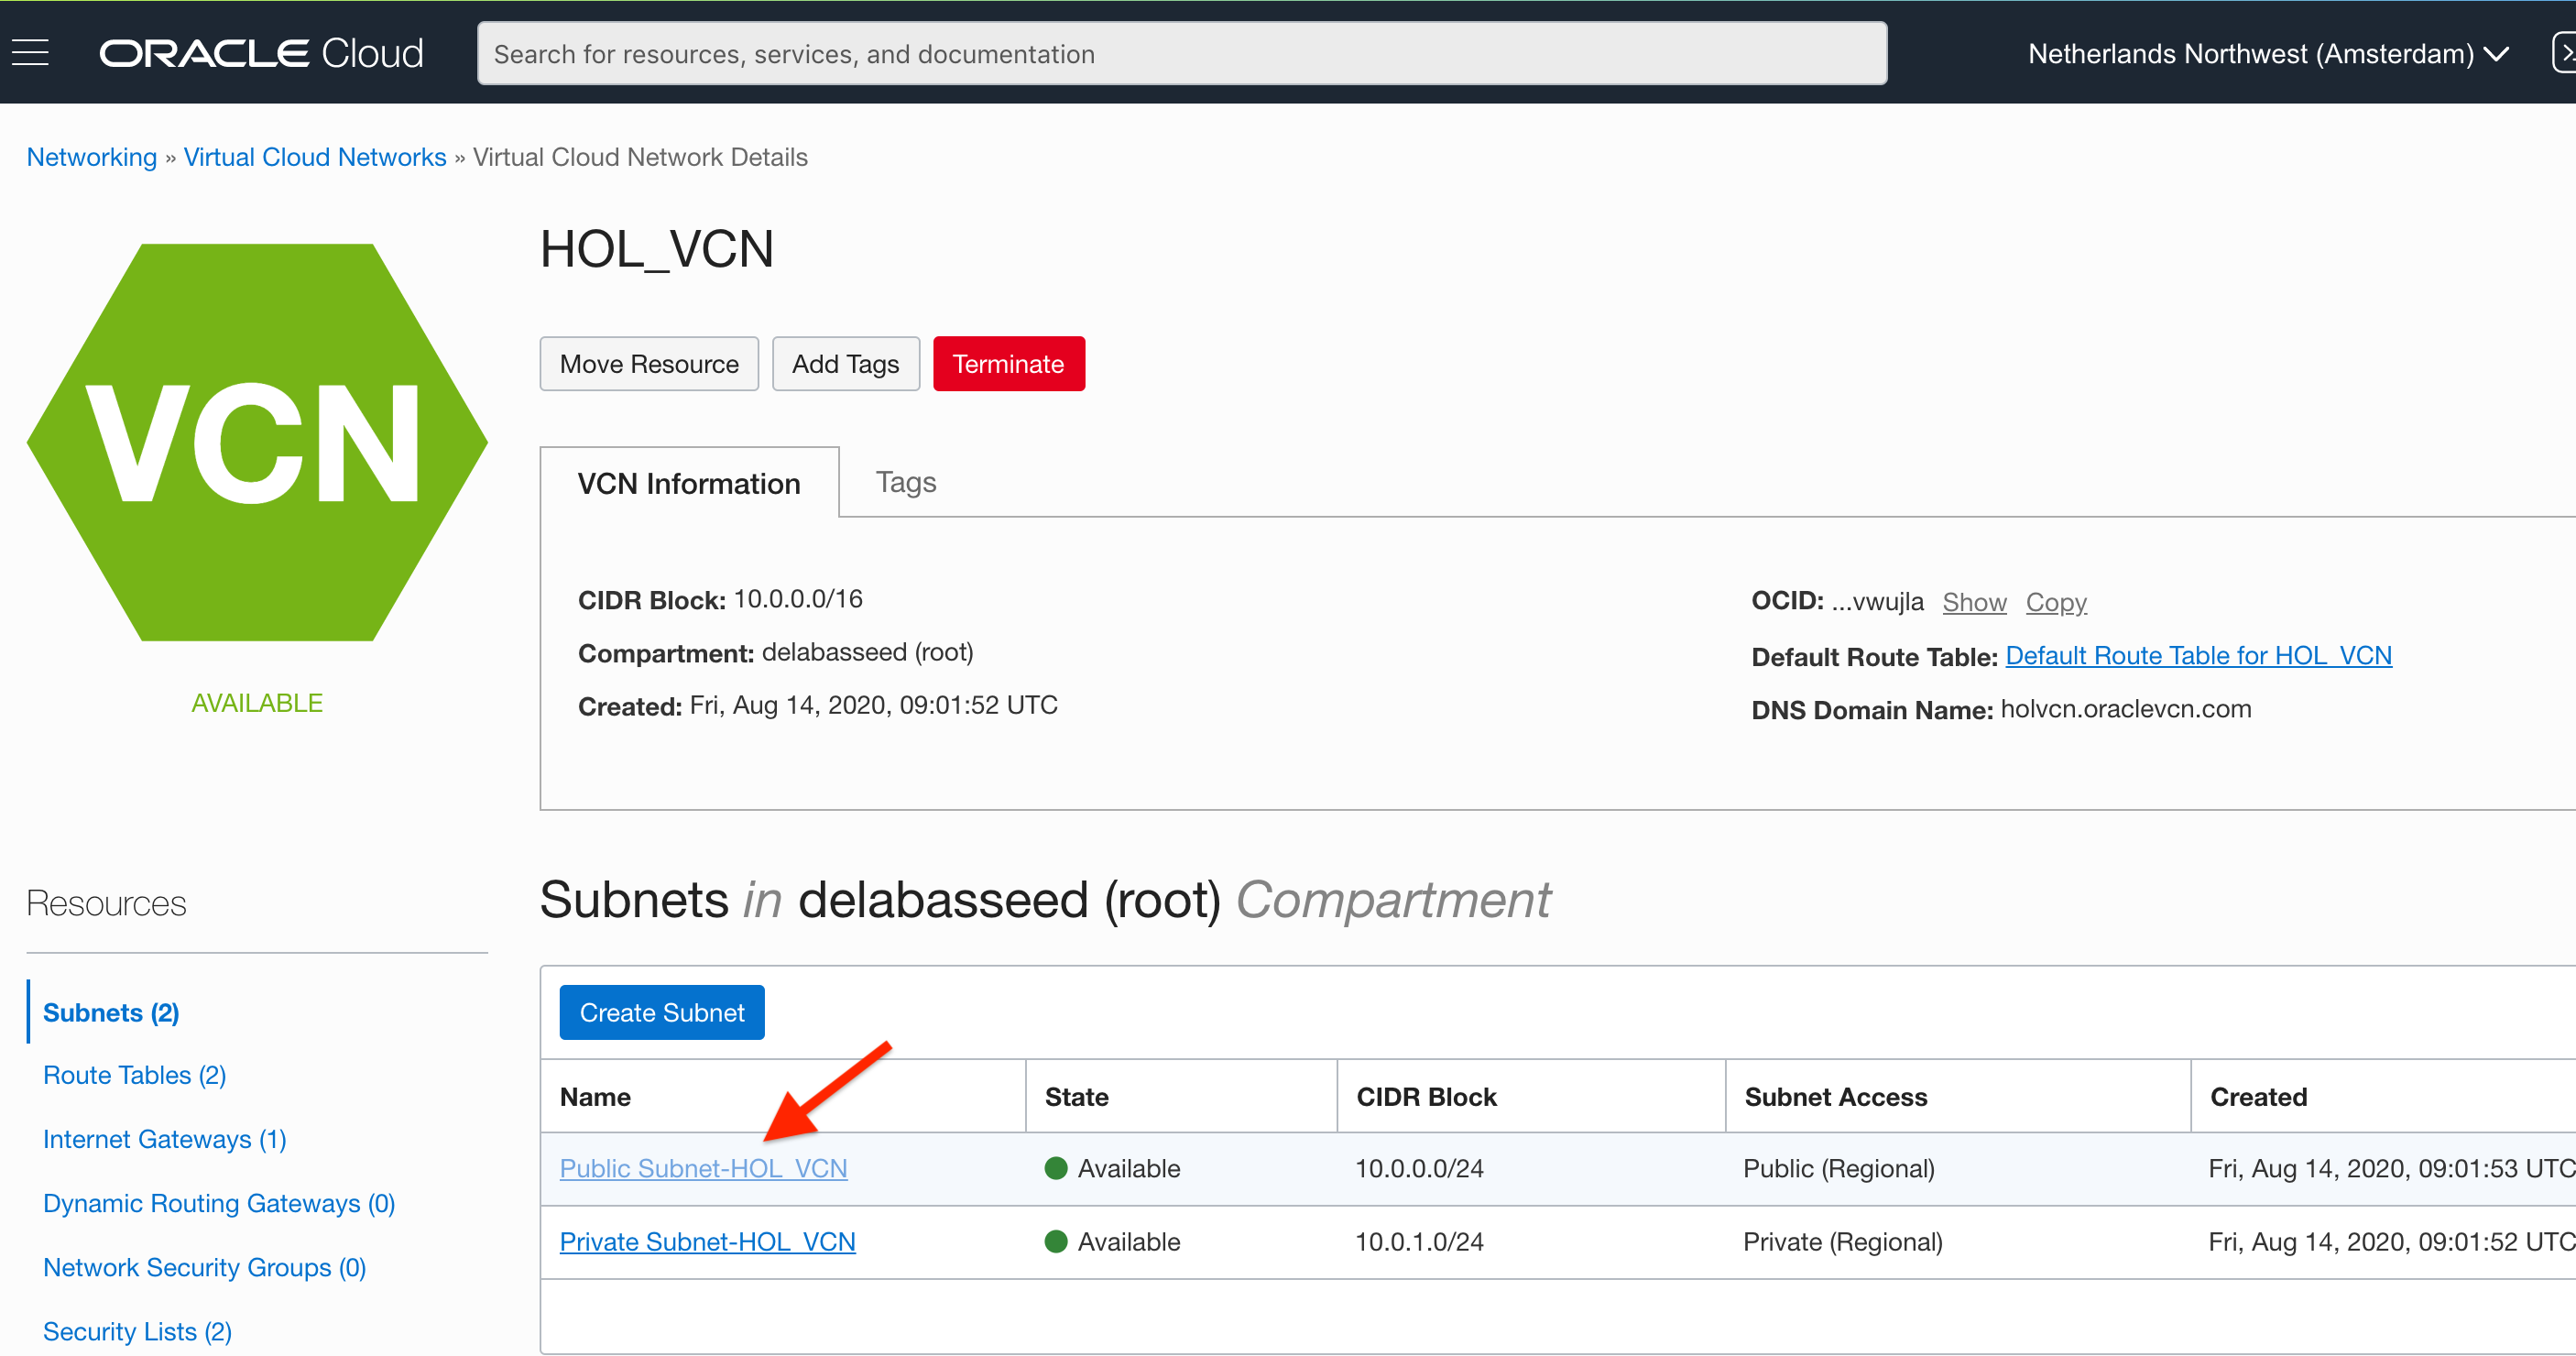 ORACLE Cloud
Search for resources, services, and documentation
Netherlands Northwest (Amsterdam)
Networking » Virtual Cloud Networks » Virtual Cloud Network Details
VCN
AVAILABLE
HOL_VCN
Move Resource
Add Tags
Terminate
VCN Information
Tags
CIDR Block: 10.0.0.0/16
Compartment: delabasseed (root)
Created: Fri, Aug 14, 2020, 09:01:52 UTC
OCID: ...vwujla Show Copy
Default Route Table: Default Route Table for HOL_VCN
DNS Domain Name: holvcn.oraclevcn.com
Resources
Subnets (2)
Route Tables (2)
Internet Gateways (1)
Dynamic Routing Gateways (0)
Network Security Groups (0)
Security Lists (2)
Subnets in delabasseed (root) Compartment
Create Subnet
Name State CIDR Block Subnet Access Created
Public Subnet-HOL_VCN Available 10.0.0.0/24 Public (Regional) Fri, Aug 14, 2020, 09:01:53 UTC
Private Subnet-HOL_VCN Available 10.0.1.0/24 Private (Regional) Fri, Aug 14, 2020, 09:01:52 UTC